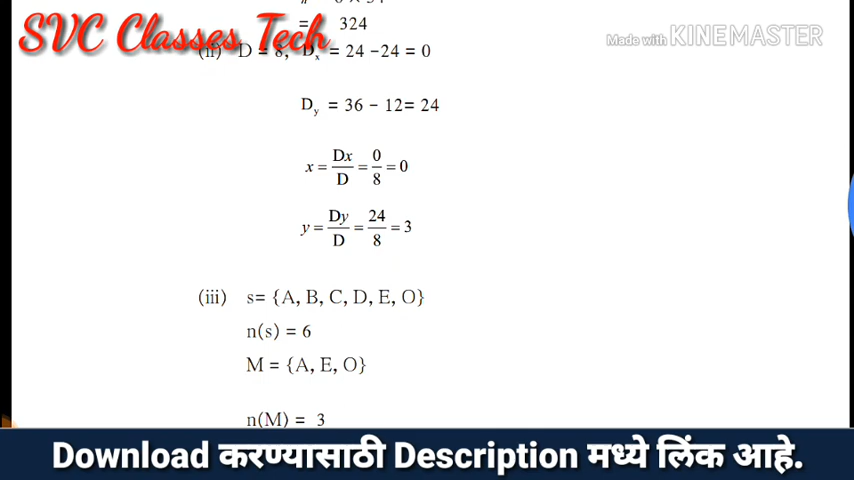 = 324
SVC Classes Tech
Made with KINEMASTER
(ii) D = 8, Dx = 24 -24 = 0
Dy = 36 - 12= 24
x = Dx/D = 0/8 = 0
y = Dy/D = 24/8 = 3
(iii) s= {A, B, C, D, E, O}
n(s) = 6
M = {A, E, O}
n(M) = 3
Download करण्यासाठी Description मध्ये लिंक आहे.